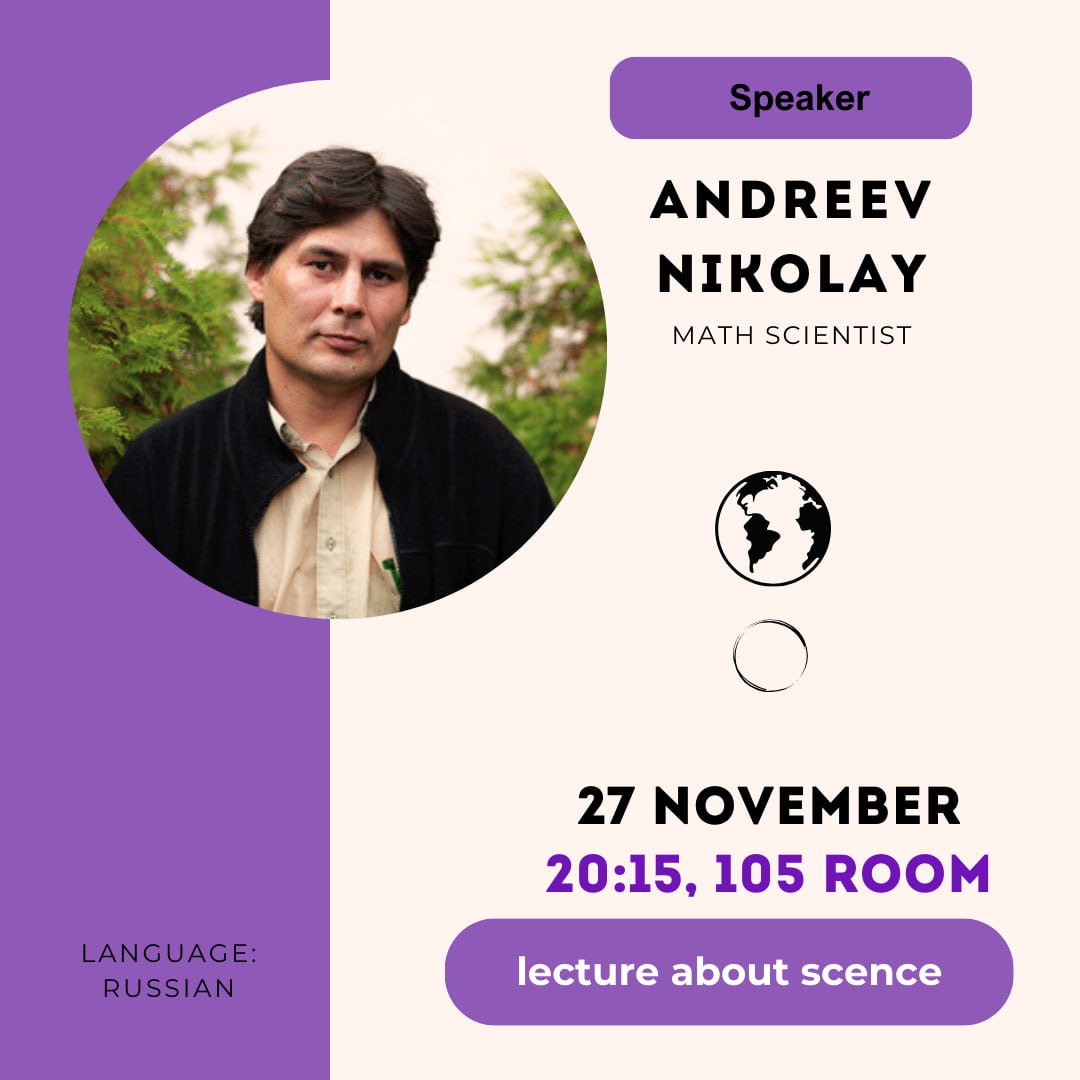 Speaker
ANDREEV
NIKOLAY
MATH SCIENTIST
27 NOVEMBER
20:15, 105 ROOM
lecture about scence
LANGUAGE:
RUSSIAN